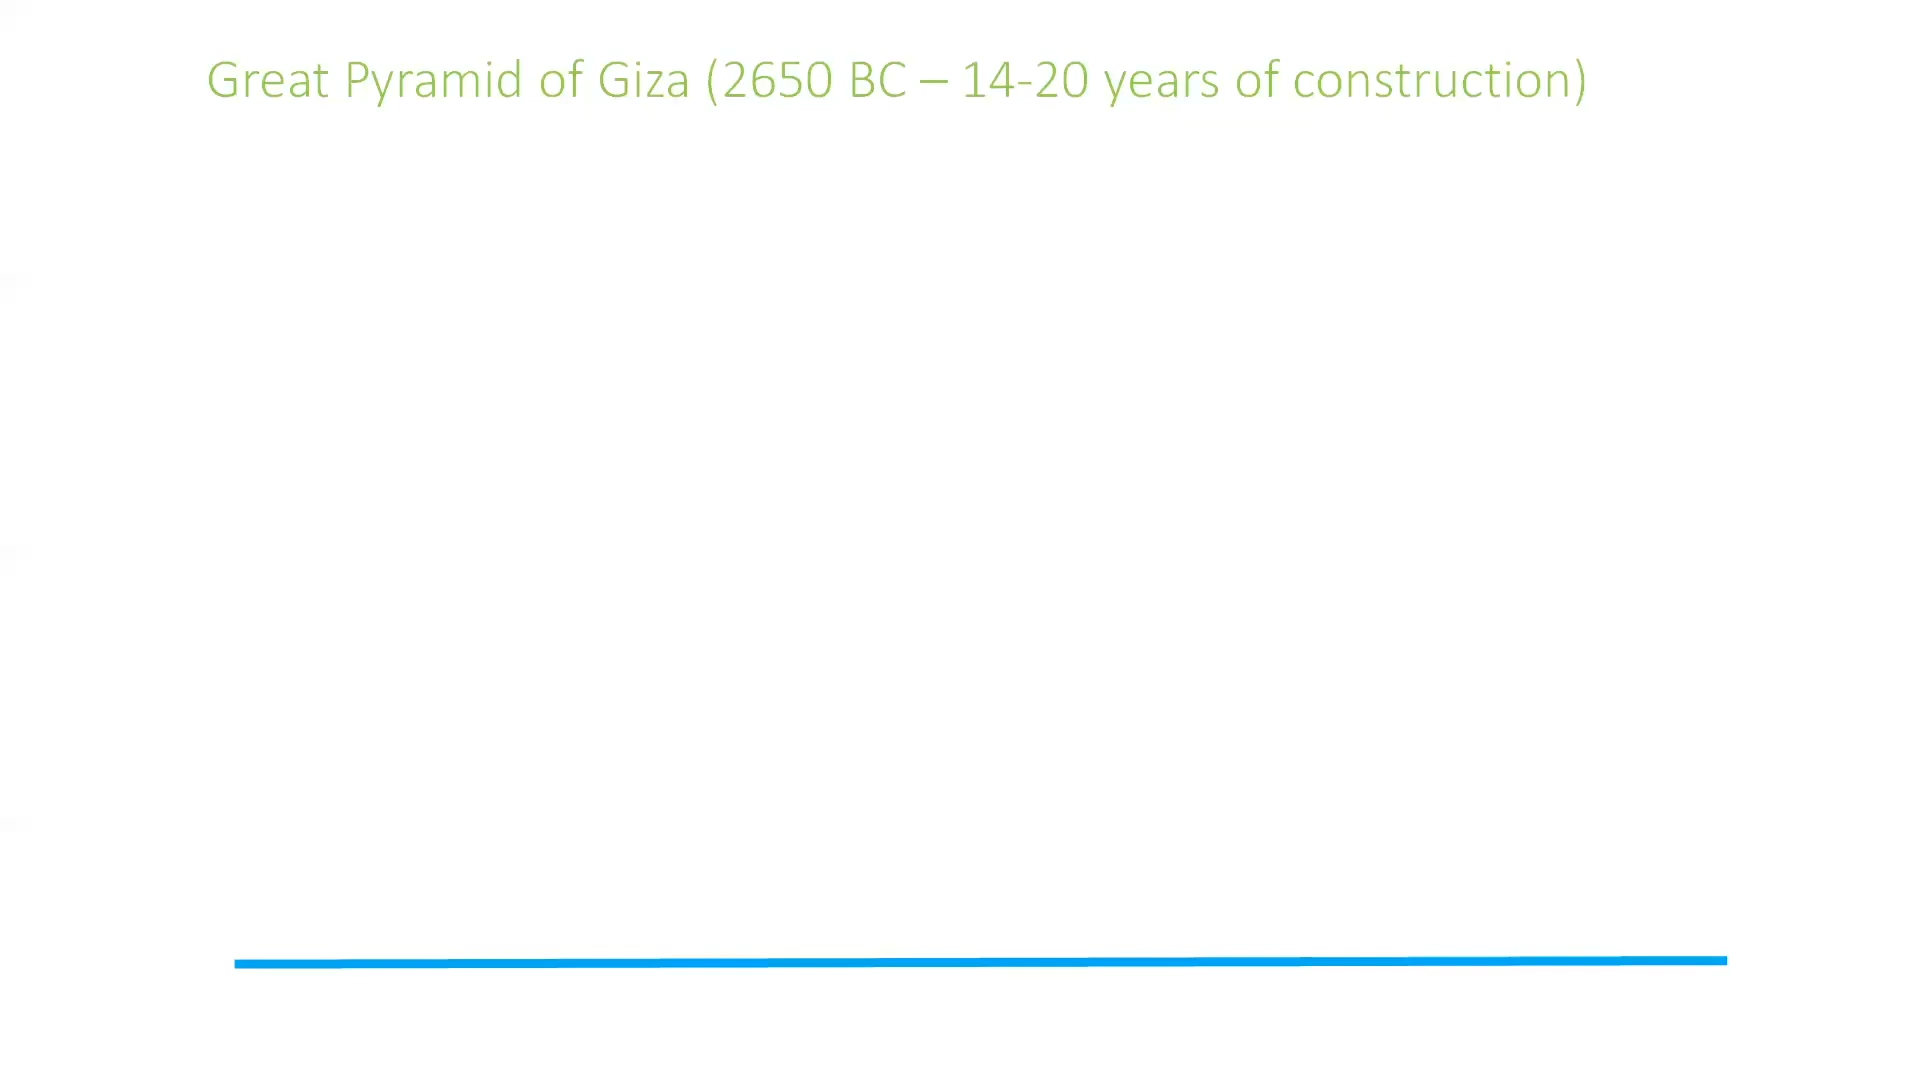 Great Pyramid of Giza (2650 BC – 14-20 years of construction)